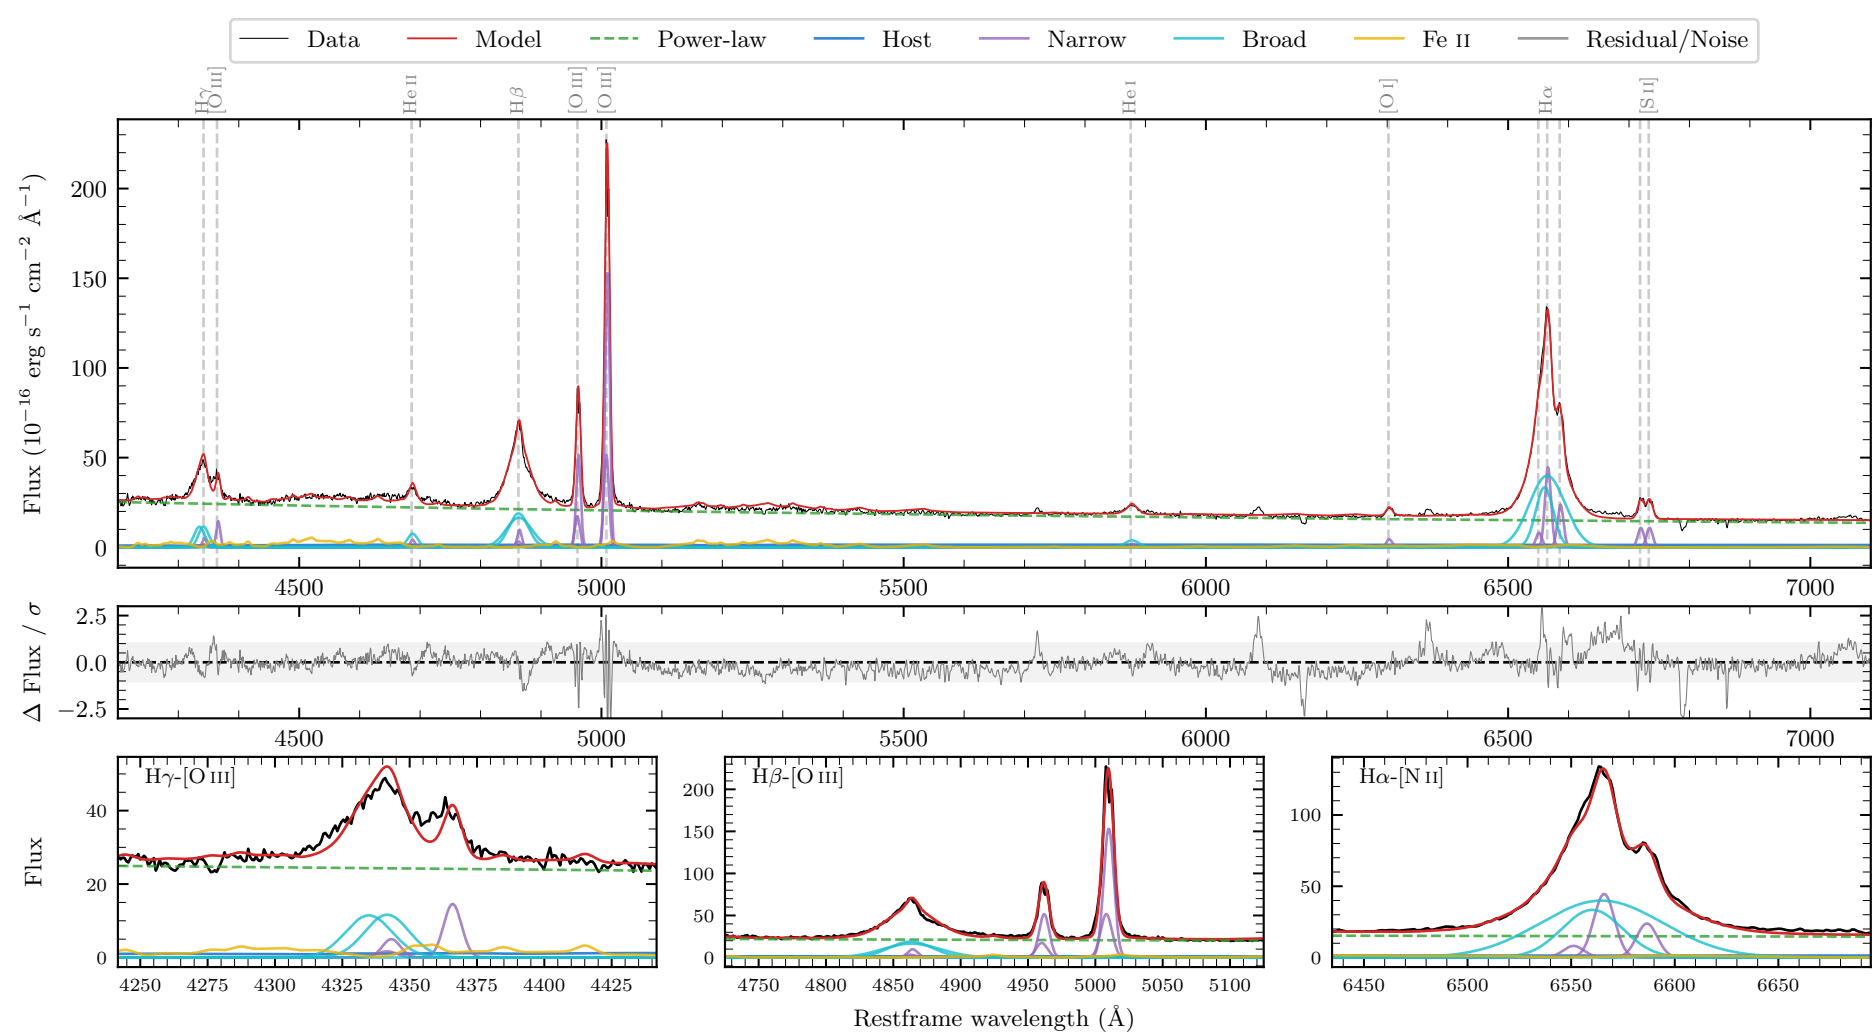 Data Model Power-law Host Narrow Broad Fe II Residual/Noise
Hγ [O III] He II Hβ [O III] [O III] He I [O I] Hα [S II]
Flux (10⁻¹⁶ erg s⁻¹ cm⁻² Å⁻¹)
200
150
100
50
0
4500 5000 5500 6000 6500 7000
Δ Flux / σ
2.5
0.0
−2.5
4500 5000 5500 6000 6500 7000
Flux
Hγ-[O III]
40
20
0
4250 4275 4300 4325 4350 4375 4400 4425
Hβ-[O III]
200
150
100
50
0
4750 4800 4850 4900 4950 5000 5050 5100
Hα-[N II]
100
50
0
6450 6500 6550 6600 6650
Restframe wavelength (Å)